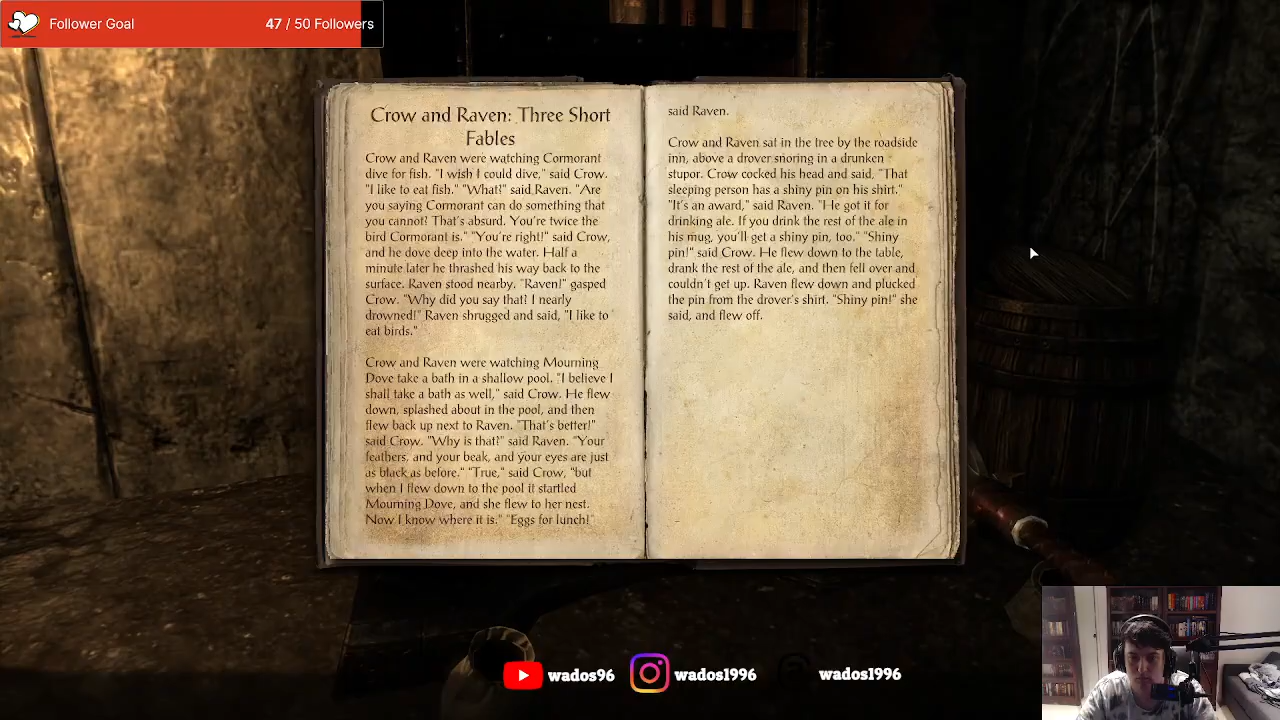 Follower Goal
47 / 50 Followers
Crow and Raven: Three Short
Fables
Crow and Raven were watching Cormorant
dive for fish. "I wish I could dive," said Crow.
"I like to eat fish." "What?" said Raven. "Are
you saying Cormorant can do something that
you cannot? That's absurd. You're twice the
bird Cormorant is." "You're right!" said Crow,
and he dove deep into the water. Half a
minute later he thrashed his way back to the
surface. Raven stood nearby. "Raven!" gasped
Crow. "Why did you say that? I nearly
drowned!" Raven shrugged and said, "I like to
eat birds."
Crow and Raven were watching Mourning
Dove take a bath in a shallow pool. "I believe I
shall take a bath as well," said Crow. He flew
down, splashed about in the pool, and then
flew back up next to Raven. "That's better!"
said Crow. "Why is that?" said Raven. "Your
feathers, and your beak, and your eyes are just
as black as before." "True," said Crow, "but
when I flew down to the pool it startled
Mourning Dove, and she flew to her nest.
Now I know where it is." "Eggs for lunch!"
said Raven.
Crow and Raven sat in the tree by the roadside
inn, above a drover snoring in a drunken
stupor. Crow cocked his head and said, "That
sleeping person has a shiny pin on his shirt."
"It's an award," said Raven. "He got it for
drinking ale. If you drink the rest of the ale in
his mug, you'll get a shiny pin, too." "Shiny
pin!" said Crow. He flew down to the table,
drank the rest of the ale, and then fell over and
couldn't get up. Raven flew down and plucked
the pin from the drover's shirt. "Shiny pin!" she
said, and flew off.
wados96
wados1996
wados1996